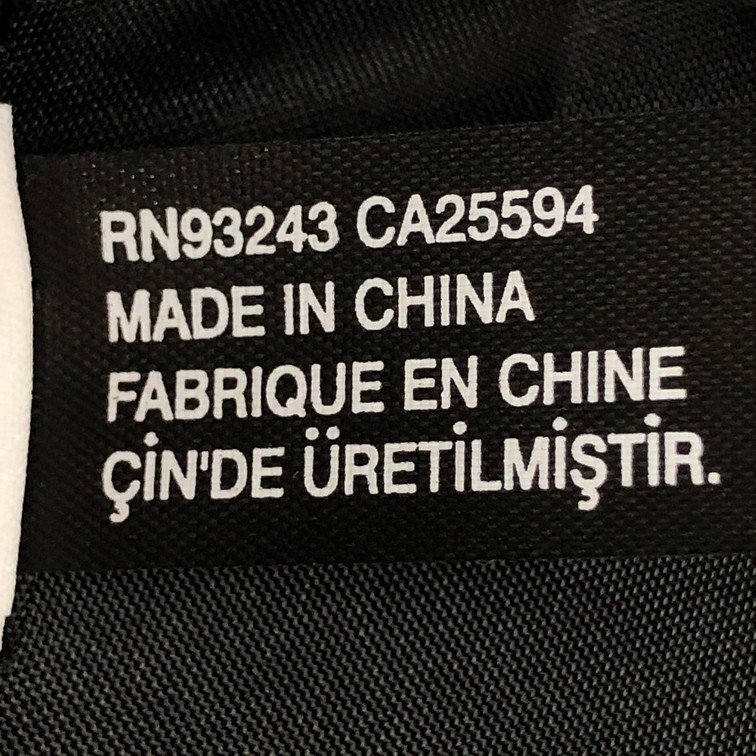 RN93243 CA25594
MADE IN CHINA
FABRIQUE EN CHINE
ÇİN'DE ÜRETİLMİŞTİR.